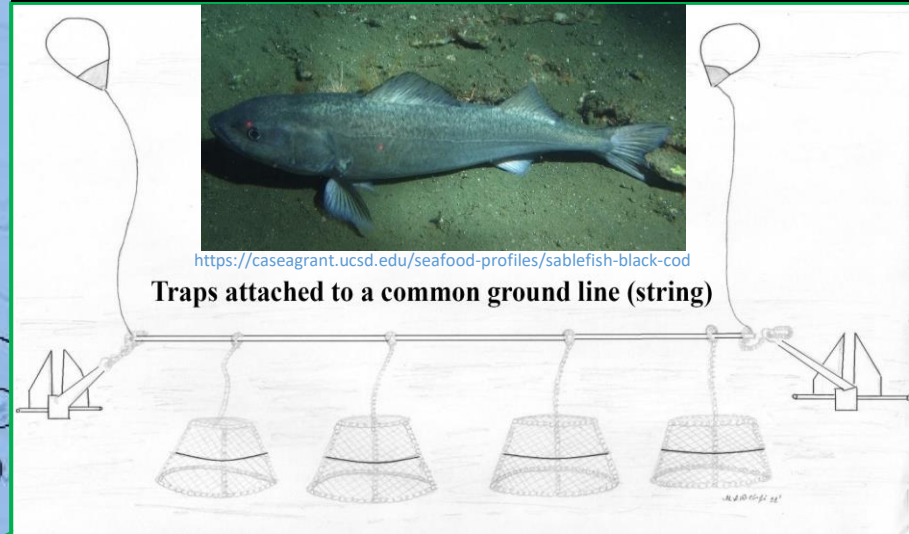 https://caseagrant.ucsd.edu/seafood-profiles/sablefish-black-cod
Traps attached to a common ground line (string)